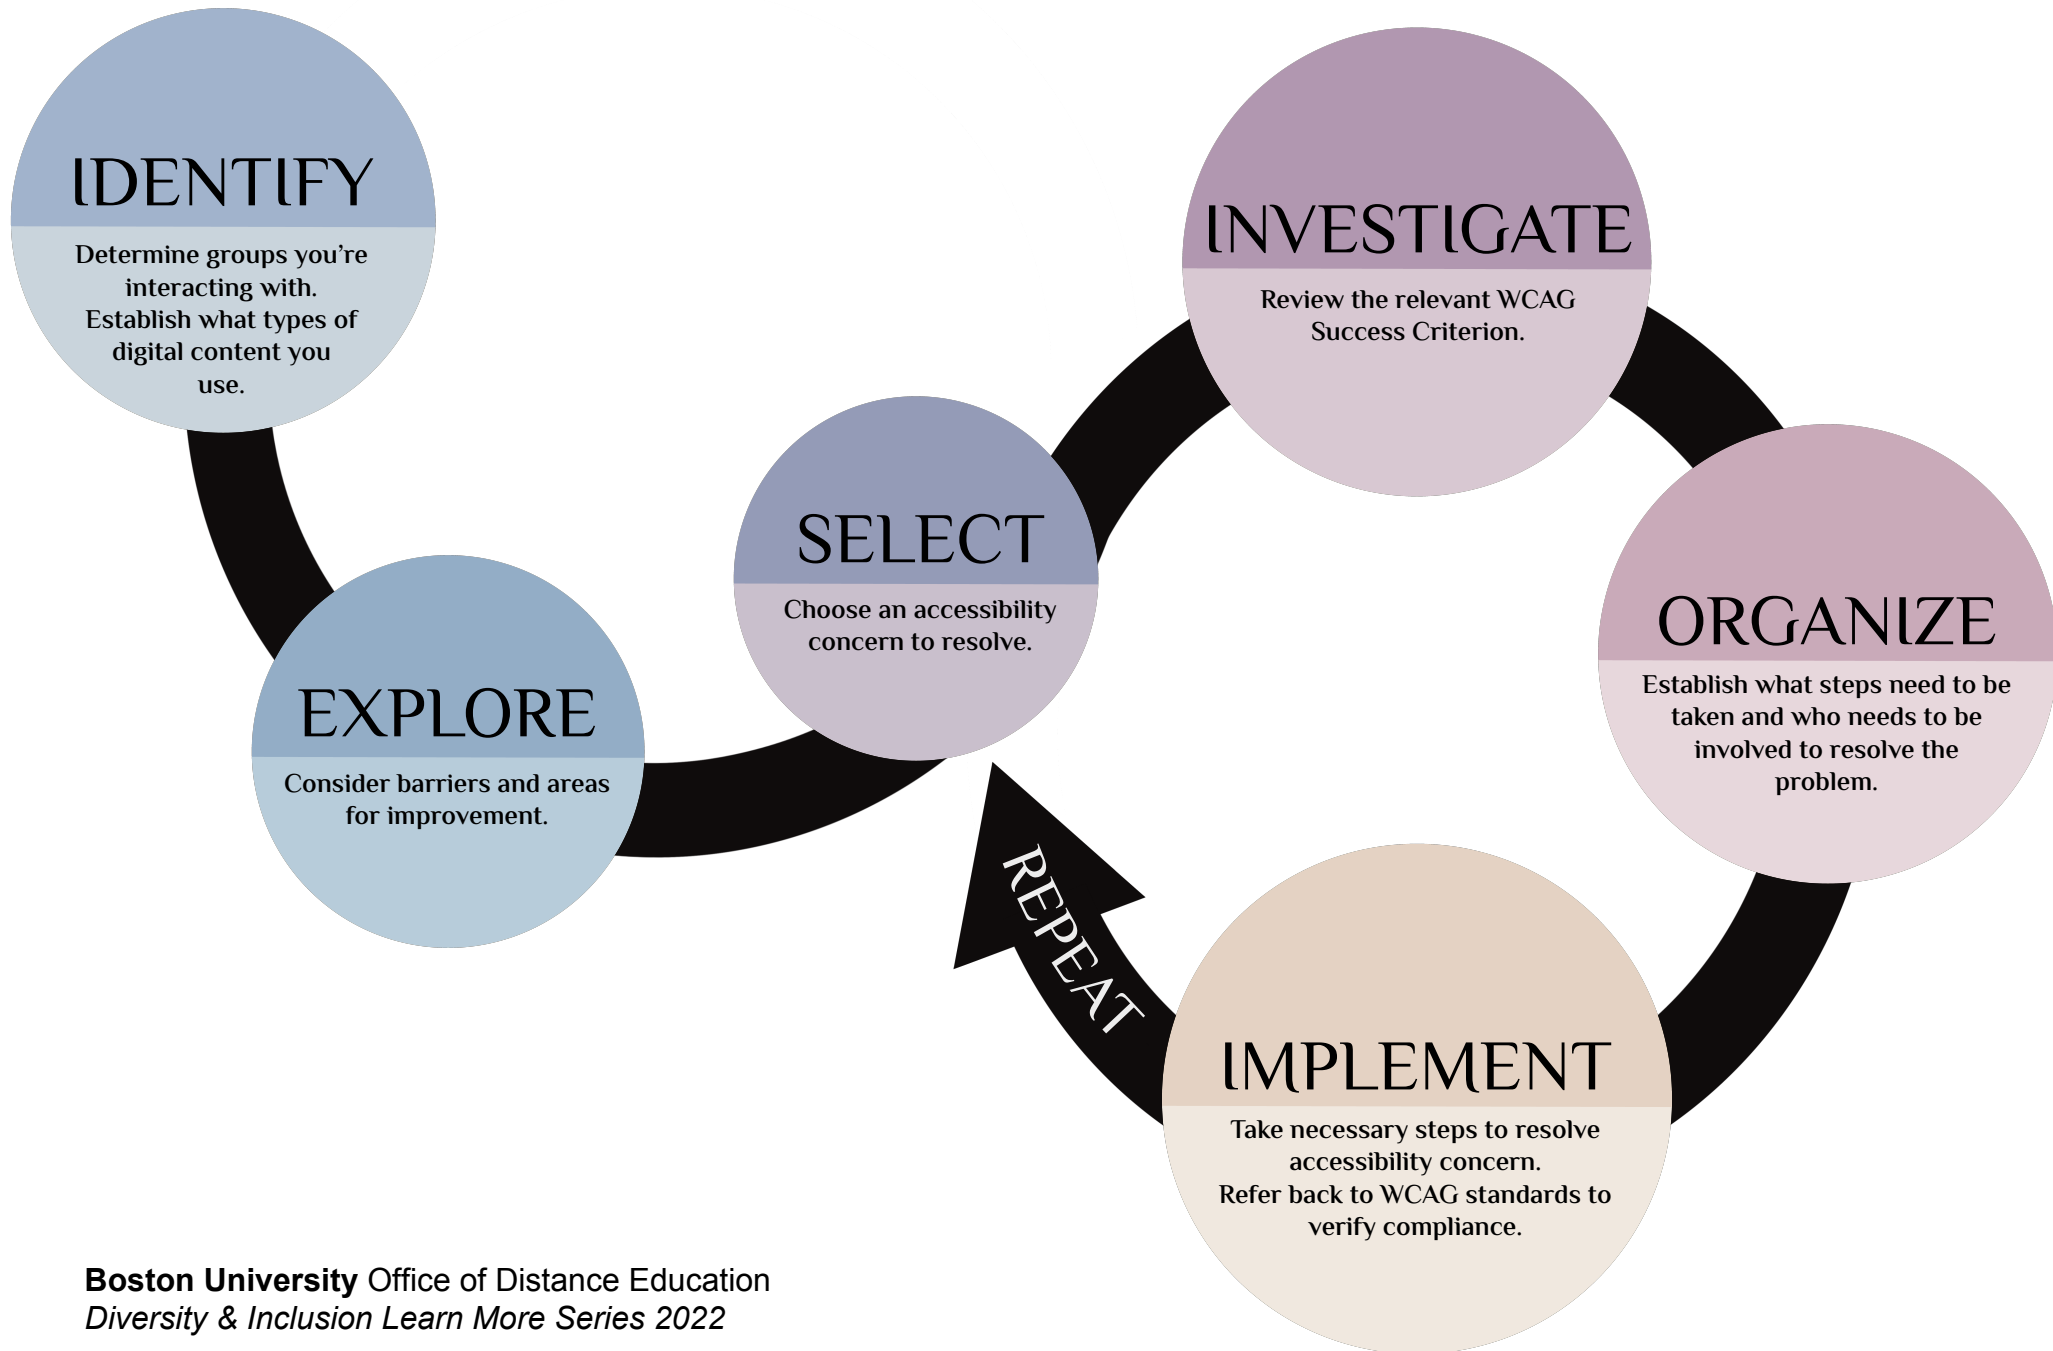 IDENTIFY
Determine groups you're
interacting with.
Establish what types of
digital content you
use.
EXPLORE
Consider barriers and areas
for improvement.
SELECT
Choose an accessibility
concern to resolve.
INVESTIGATE
Review the relevant WCAG
Success Criterion.
ORGANIZE
Establish what steps need to be
taken and who needs to be
involved to resolve the
problem.
IMPLEMENT
Take necessary steps to resolve
accessibility concern.
Refer back to WCAG standards to
verify compliance.
REPEAT
Boston University Office of Distance Education
Diversity & Inclusion Learn More Series 2022